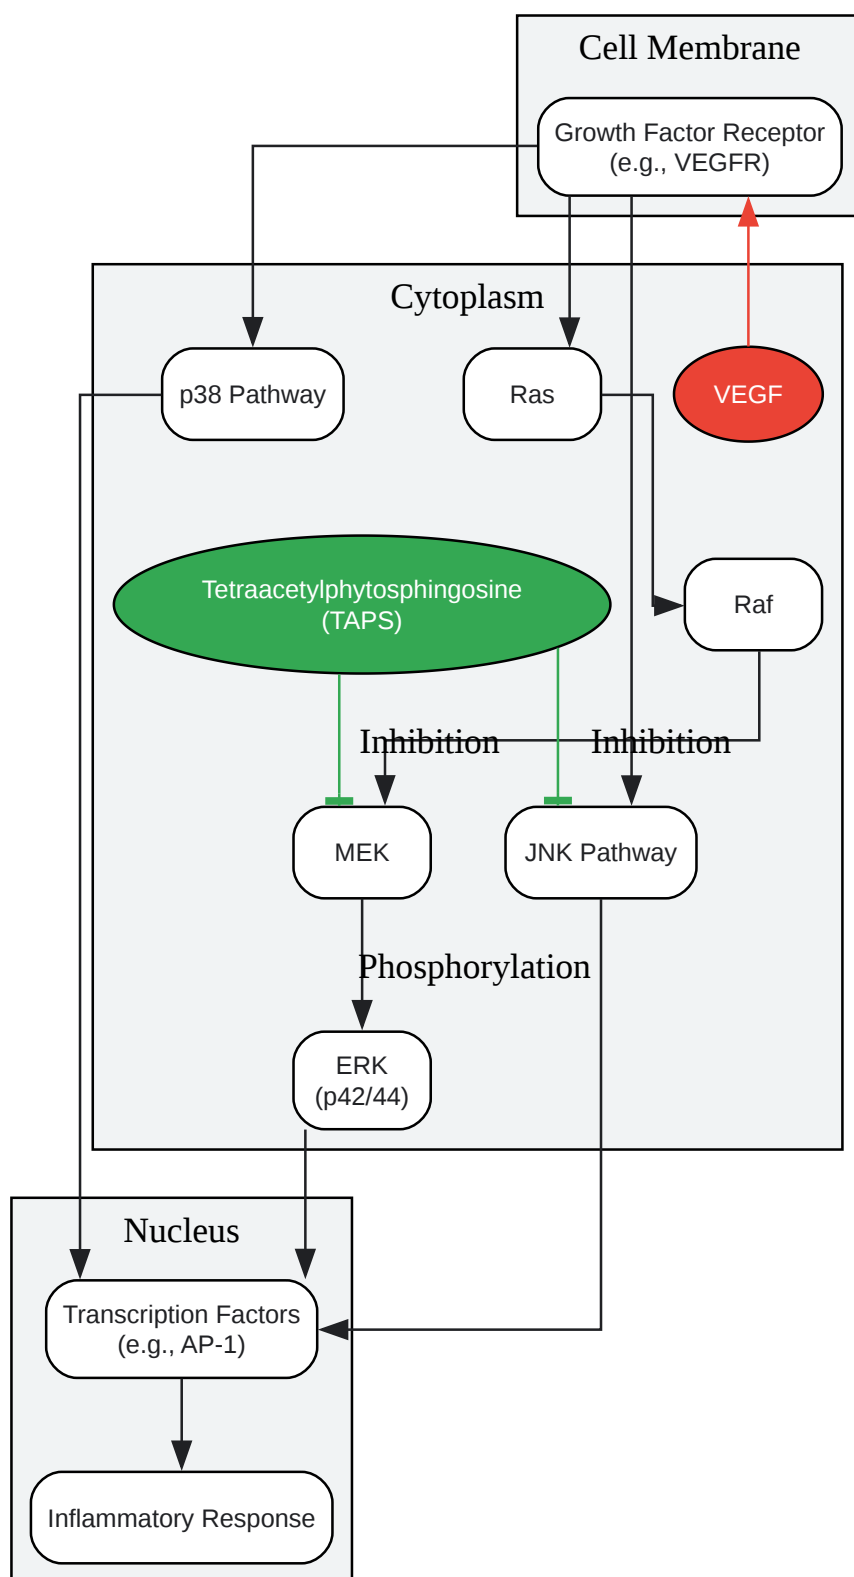 Cell Membrane
Growth Factor Receptor
(e.g., VEGFR)
Cytoplasm
p38 Pathway
Ras
VEGF
Tetraacetylphytosphingosine
(TAPS)
Raf
Inhibition
Inhibition
MEK
JNK Pathway
Phosphorylation
ERK
(p42/44)
Nucleus
Transcription Factors
(e.g., AP-1)
Inflammatory Response